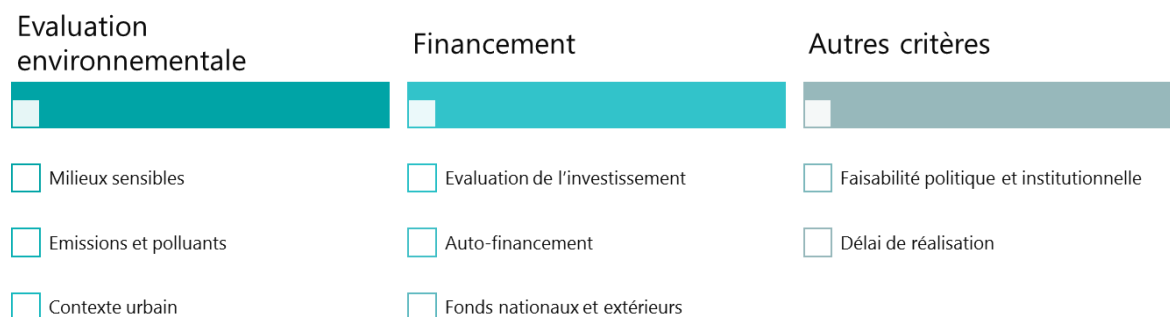 Evaluation
environnementale
Milieux sensibles
Emissions et polluants
Contexte urbain
Financement
Evaluation de l'investissement
Auto-financement
Fonds nationaux et extérieurs
Autres critères
Faisabilité politique et institutionnelle
Délai de réalisation